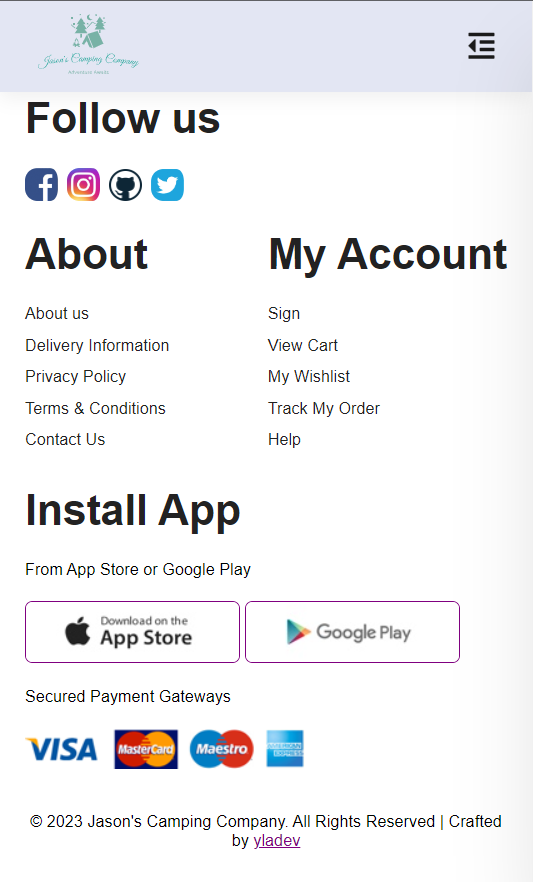 Jason's Camping Company
Adventure Awaits
Follow us
About
About us
Delivery Information
Privacy Policy
Terms & Conditions
Contact Us
My Account
Sign
View Cart
My Wishlist
Track My Order
Help
Install App
From App Store or Google Play
Download on the
App Store
Google Play
Secured Payment Gateways
VISA MasterCard Maestro AMERICAN
EXPRESS
© 2023 Jason's Camping Company. All Rights Reserved | Crafted
by yladev